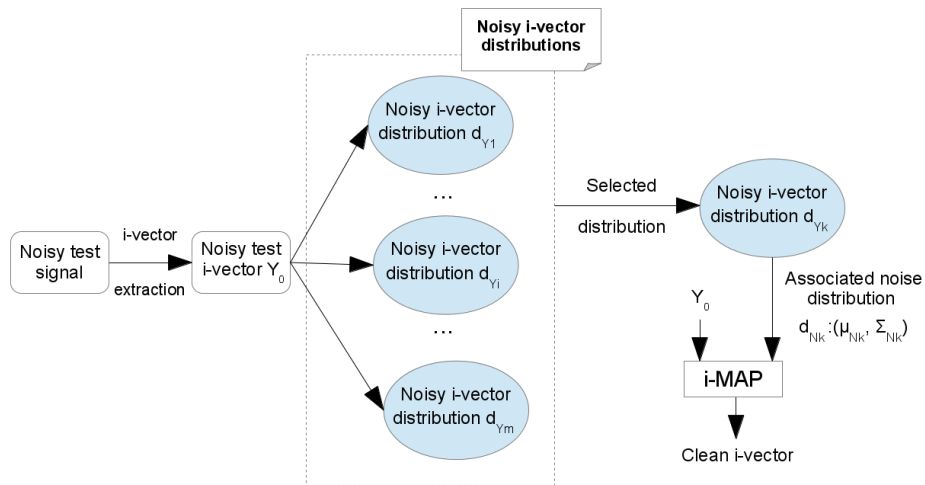 Noisy i-vector
distributions
Noisy i-vector
distribution d_Y1
...
Noisy test
signal
i-vector
extraction
Noisy test
i-vector Y_0
Noisy i-vector
distribution d_Yi
...
Noisy i-vector
distribution d_Ym
Selected
distribution
Noisy i-vector
distribution d_Yk
Y_0
Associated noise
distribution
d_Nk:(μ_Nk, Σ_Nk)
i-MAP
Clean i-vector